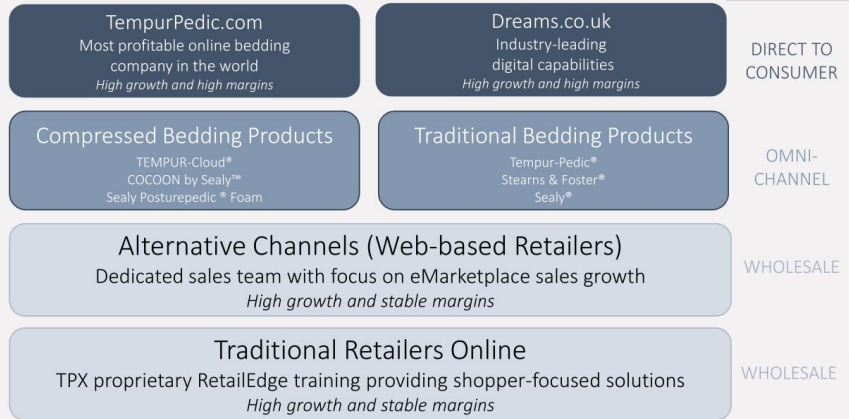 TempurPedic.com
Most profitable online bedding
company in the world
High growth and high margins
Dreams.co.uk
Industry-leading
digital capabilities
High growth and high margins
DIRECT TO
CONSUMER
Compressed Bedding Products
TEMPUR-Cloud®
COCOON by Sealy™
Sealy Posturepedic ® Foam
Traditional Bedding Products
Tempur-Pedic®
Stearns & Foster®
Sealy®
OMNI-
CHANNEL
Alternative Channels (Web-based Retailers)
Dedicated sales team with focus on eMarketplace sales growth
High growth and stable margins
WHOLESALE
Traditional Retailers Online
TPX proprietary RetailEdge training providing shopper-focused solutions
High growth and stable margins
WHOLESALE